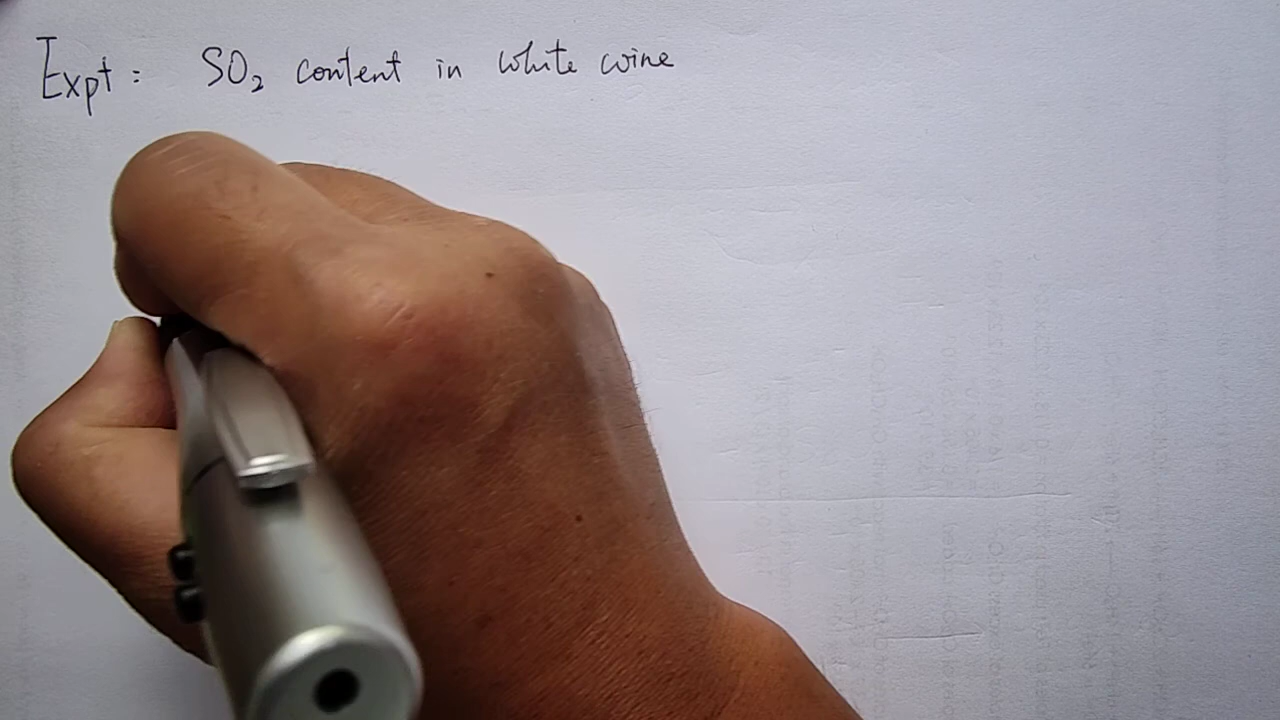 Expt: SO₂ content in white wine